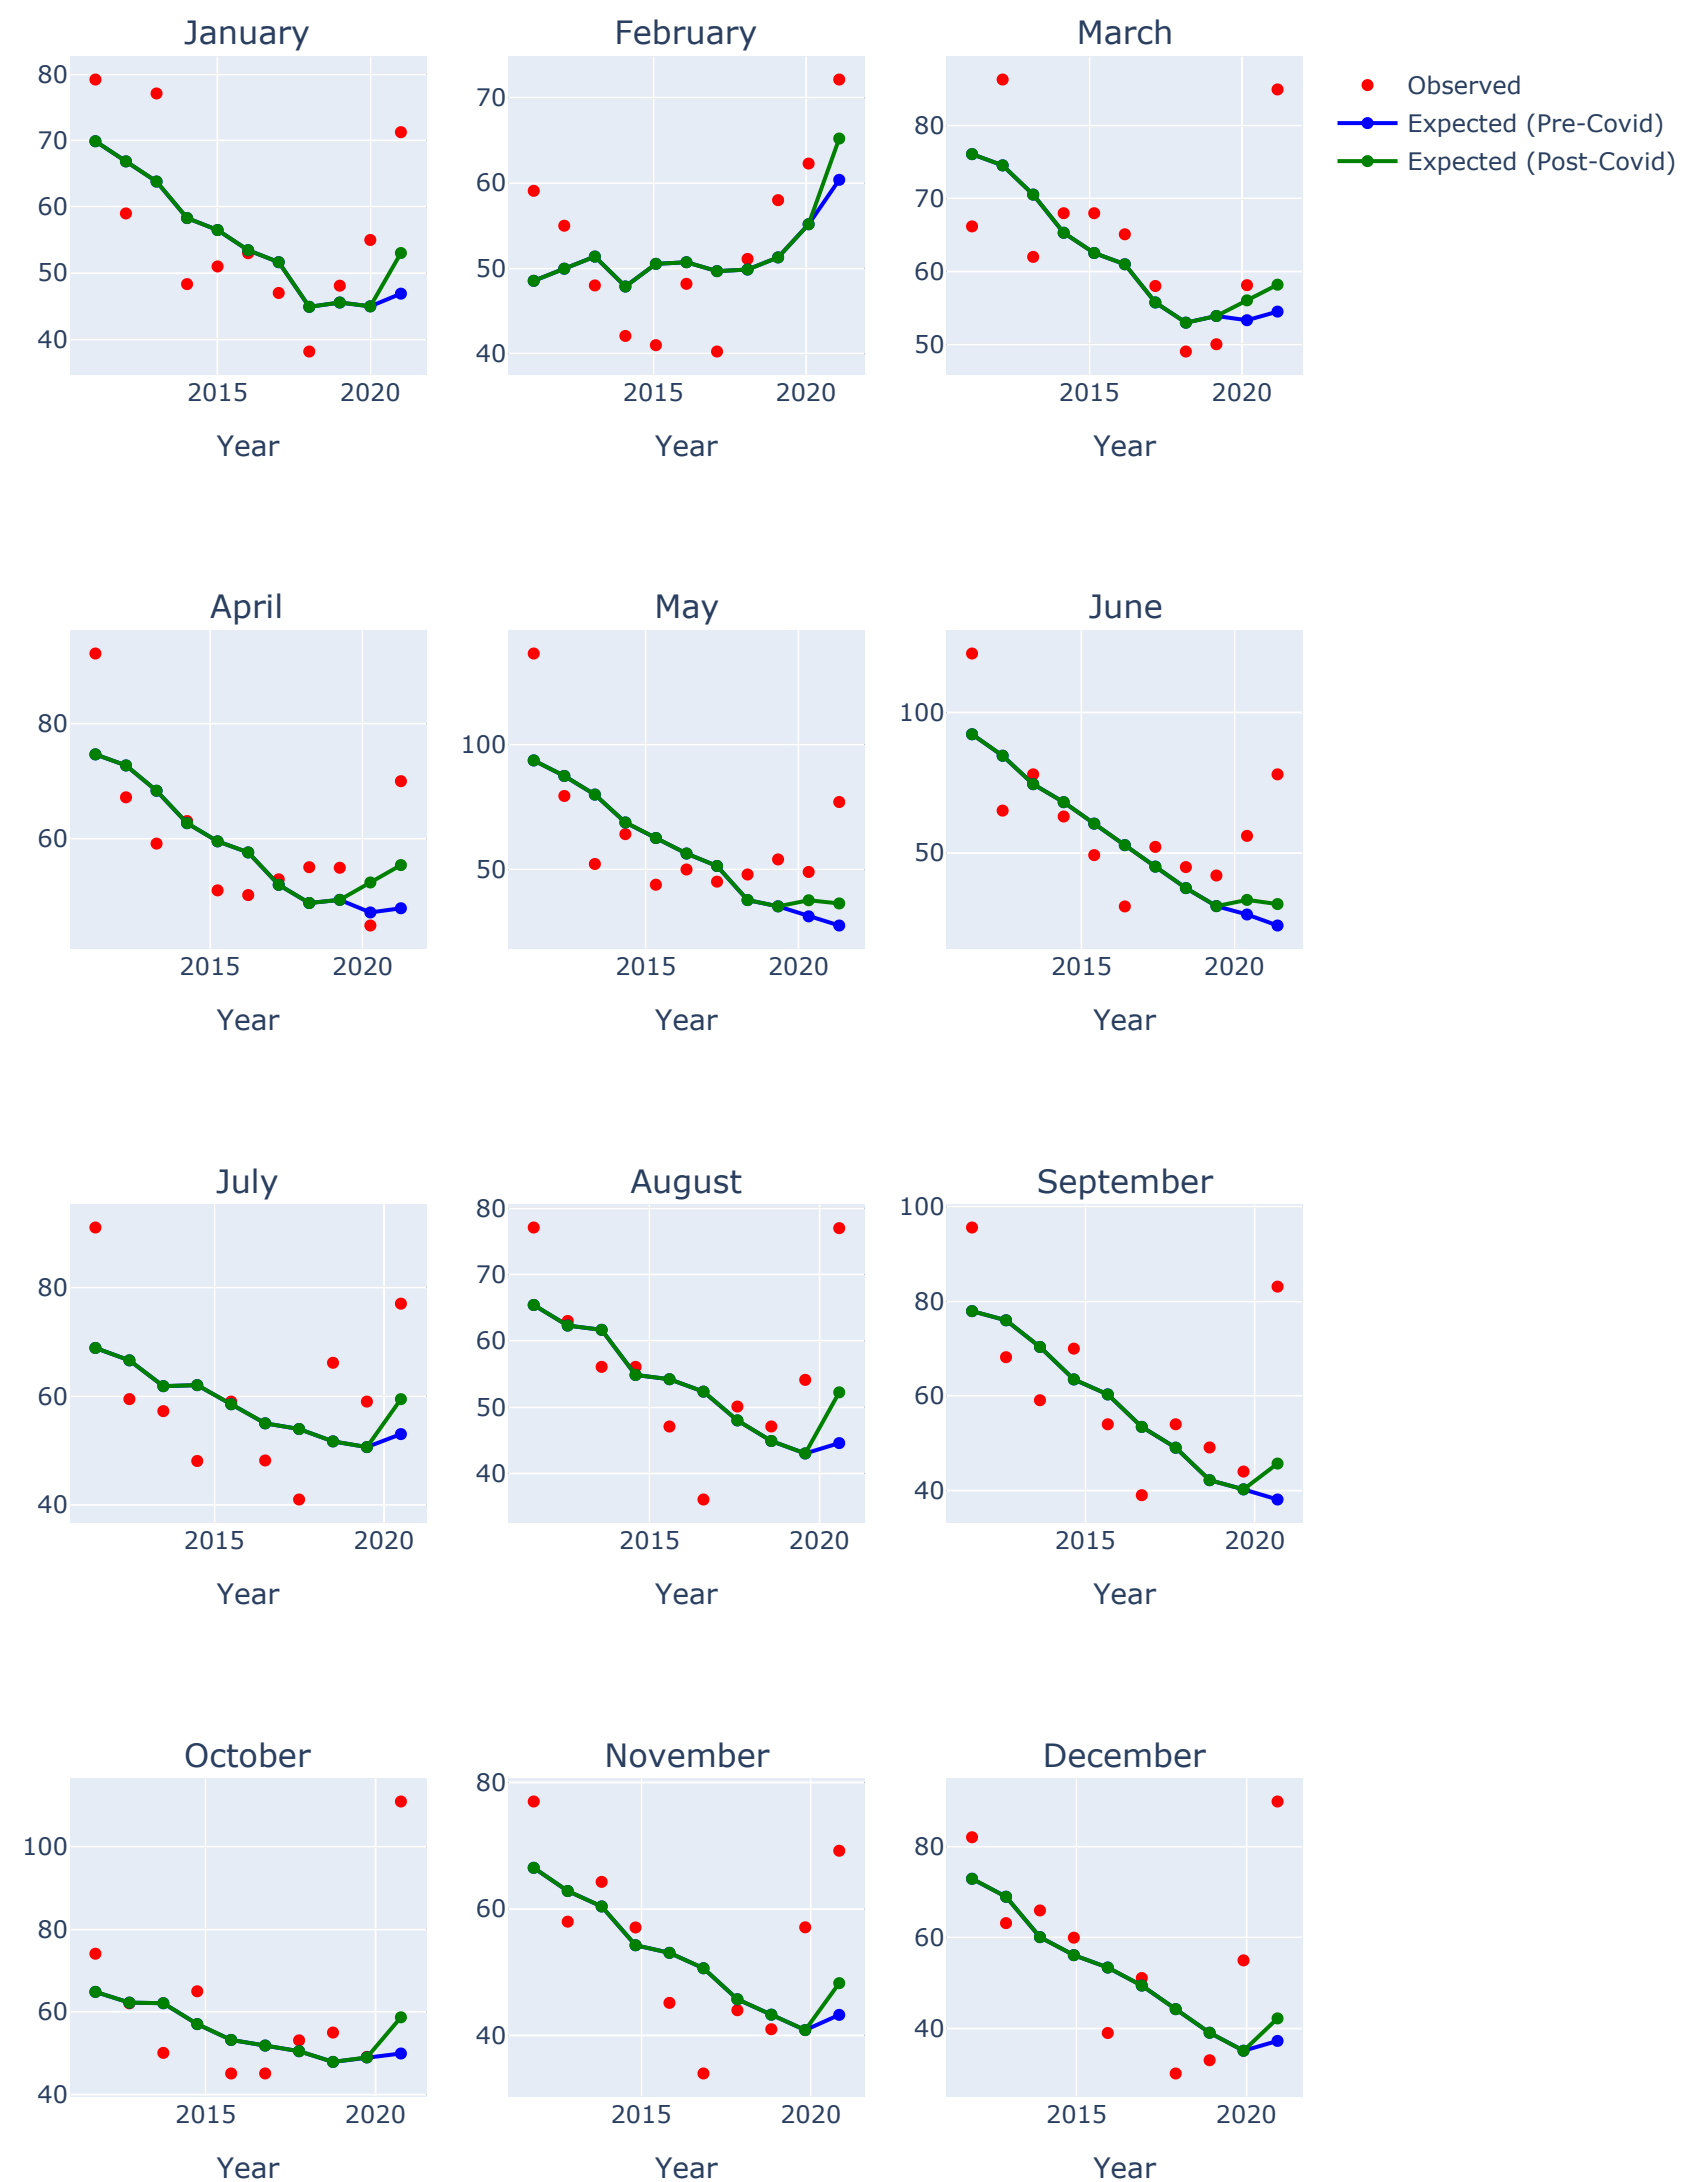 January
February
March
80
70
60
50
40
2015
2020
Year
70
60
50
40
2015
2020
Year
80
70
60
50
2015
2020
Year
Observed
Expected (Pre-Covid)
Expected (Post-Covid)
April
May
June
80
60
2015
2020
Year
100
50
2015
2020
Year
100
50
2015
2020
Year
July
August
September
80
60
40
2015
2020
Year
80
70
60
50
40
2015
2020
Year
100
80
60
40
2015
2020
Year
October
November
December
100
80
60
40
2015
2020
Year
80
60
40
2015
2020
Year
80
60
40
2015
2020
Year